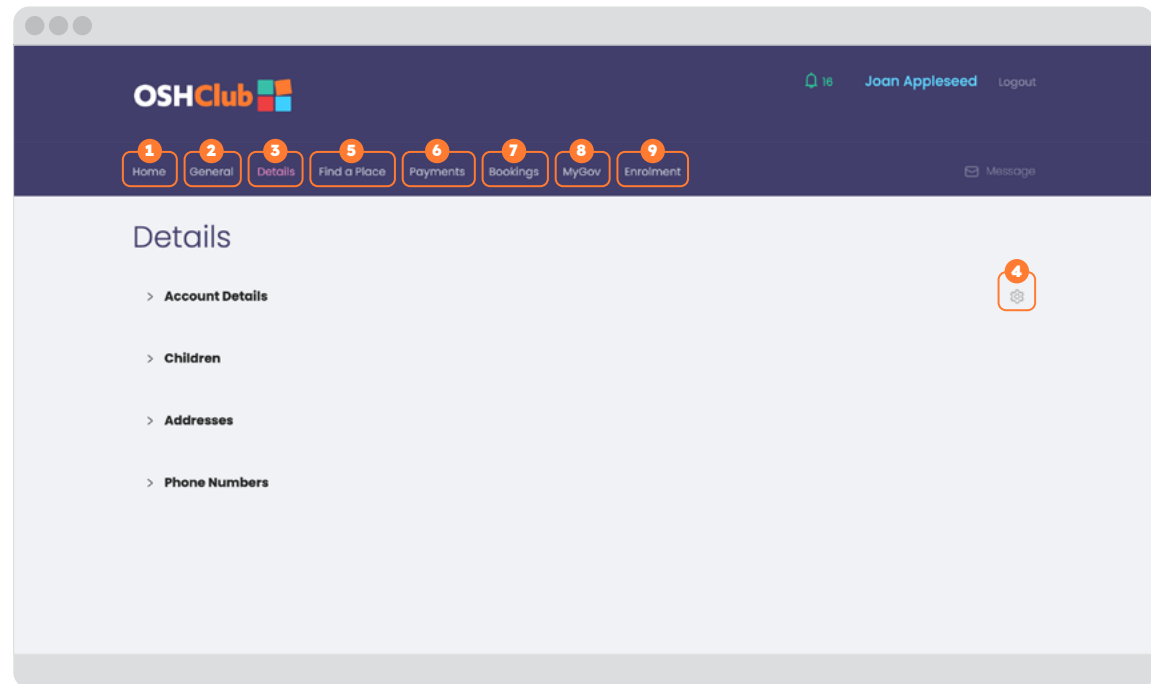 OSHClub
16 Joan Appleseed Logout
1 2 3 5 6 7 8 9
Home General Details Find a Place Payments Bookings MyGov Enrolment Message
Details
4
Account Details
Children
Addresses
Phone Numbers